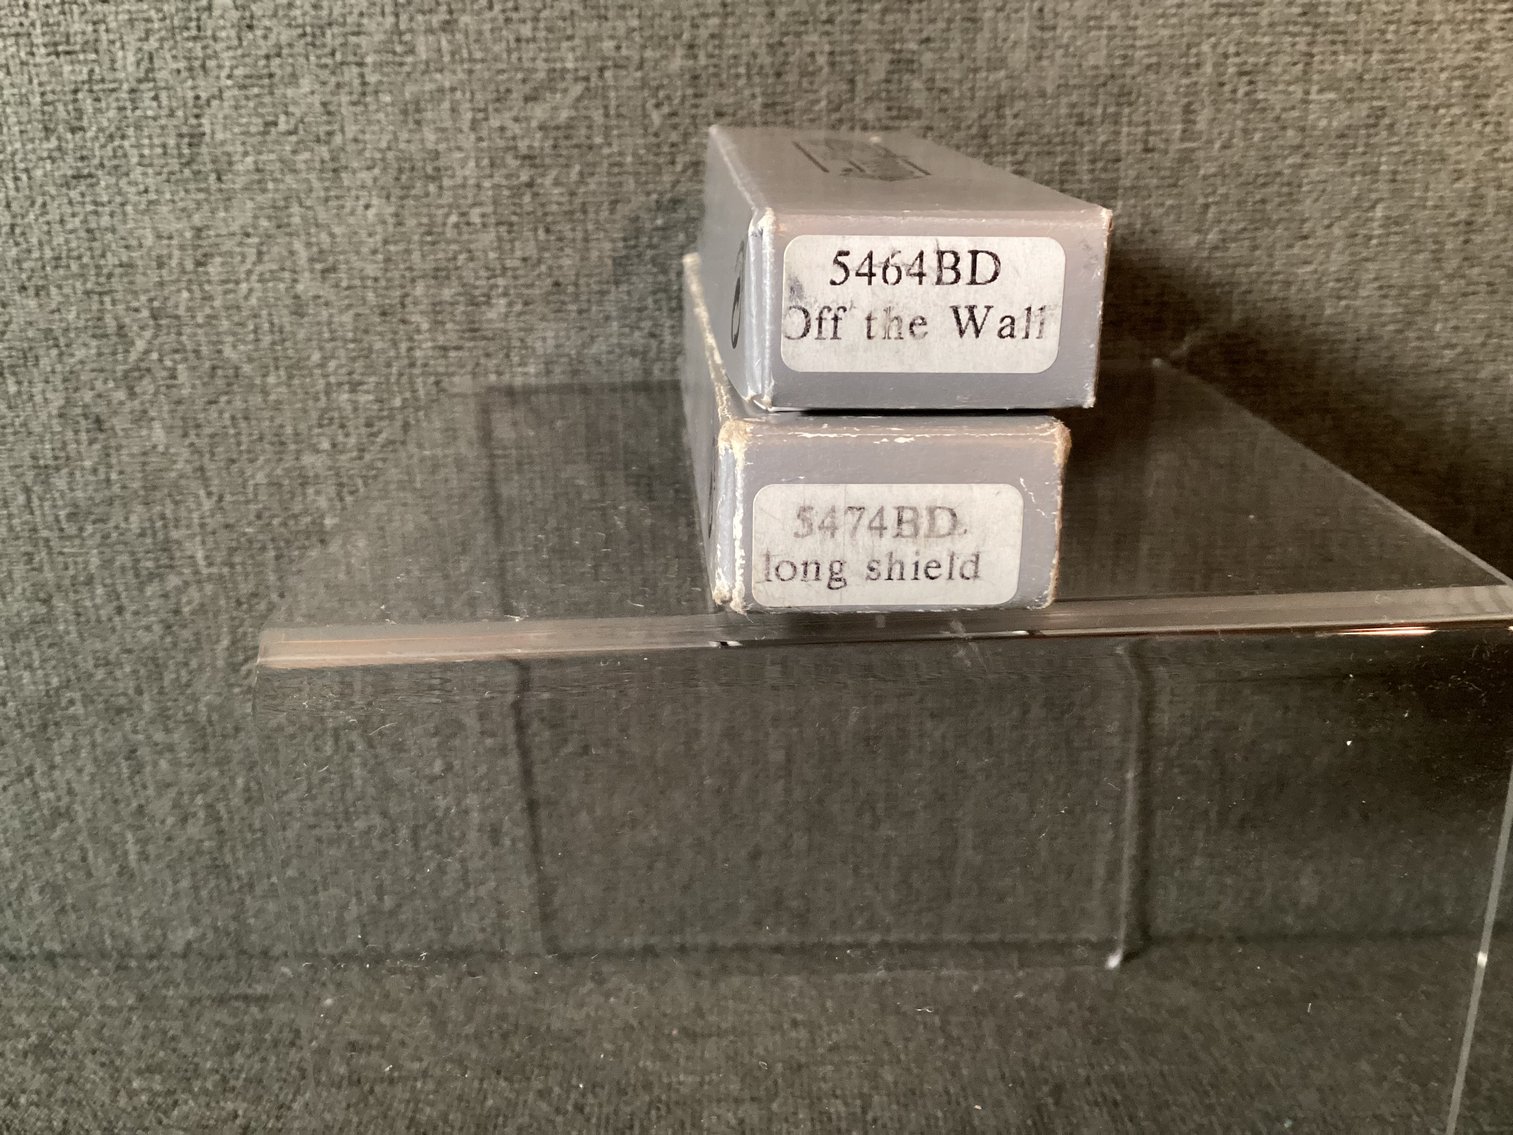 5464BD
Off the Wall
5474BD
long shield